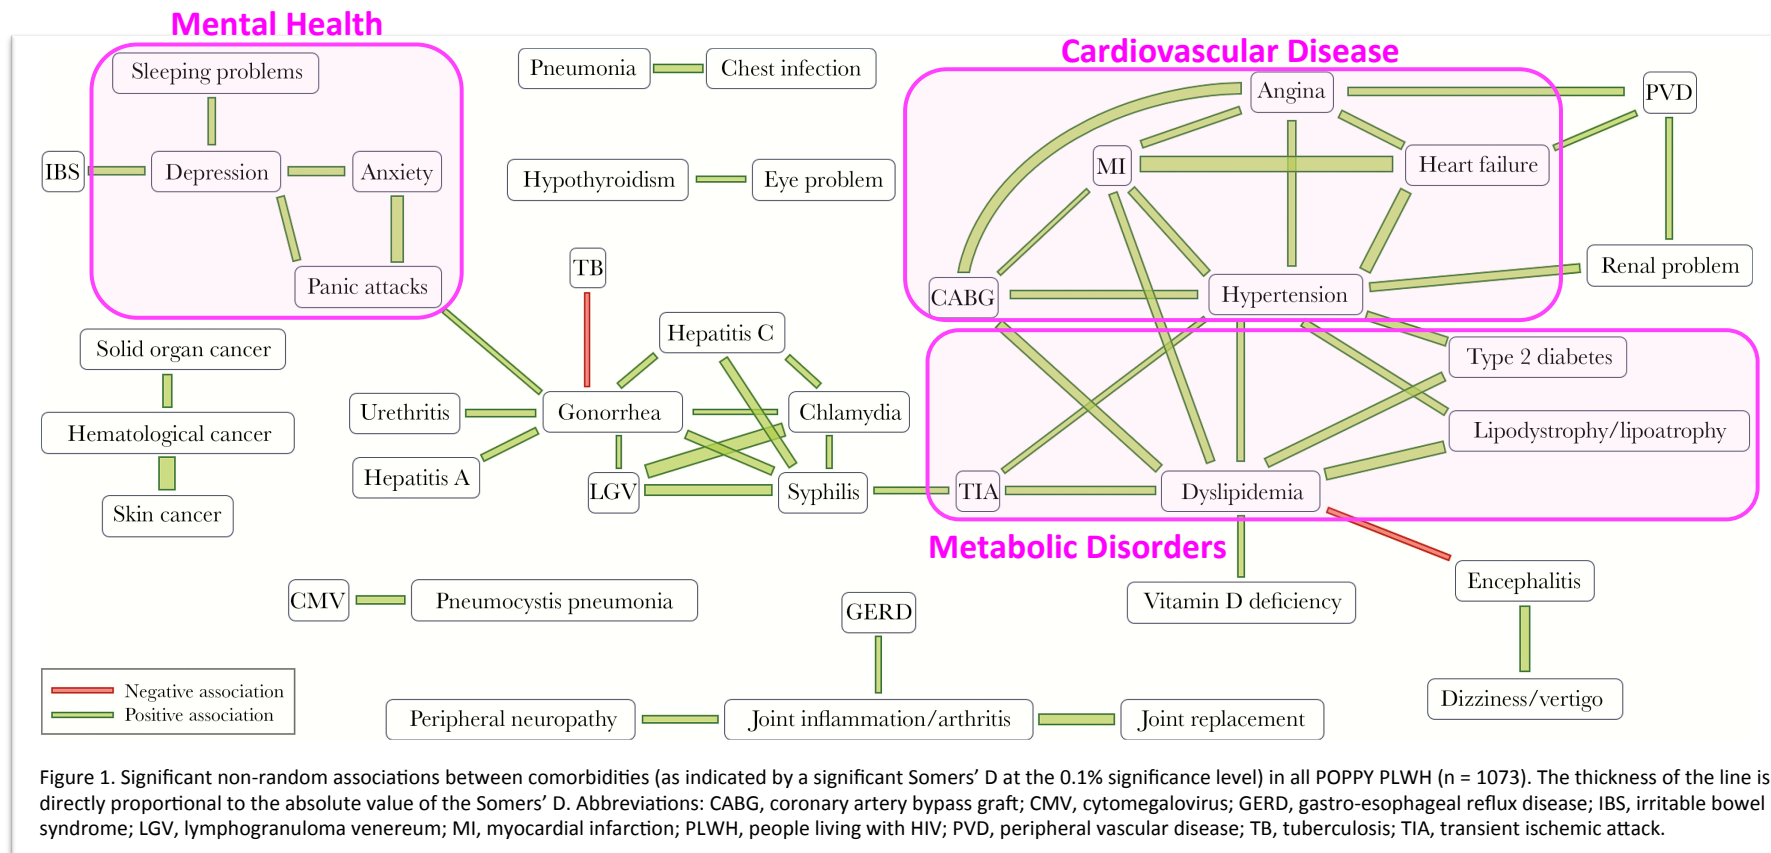 Mental Health
Cardiovascular Disease
Sleeping problems
Pneumonia
Chest infection
Angina
PVD
IBS
Depression
Anxiety
Hypothyroidism
Eye problem
MI
Heart failure
TB
Panic attacks
CABG
Hypertension
Renal problem
Solid organ cancer
Hepatitis C
Type 2 diabetes
Urethritis
Gonorrhea
Chlamydia
Hematological cancer
Lipodystrophy/lipoatrophy
Hepatitis A
LGV
Syphilis
TIA
Dyslipidemia
Skin cancer
Metabolic Disorders
CMV
Pneumocystis pneumonia
GERD
Vitamin D deficiency
Encephalitis
Negative association
Positive association
Peripheral neuropathy
Joint inflammation/arthritis
Joint replacement
Dizziness/vertigo
Figure 1. Significant non-random associations between comorbidities (as indicated by a significant Somers' D at the 0.1% significance level) in all POPPY PLWH (n = 1073). The thickness of the line is
directly proportional to the absolute value of the Somers' D. Abbreviations: CABG, coronary artery bypass graft; CMV, cytomegalovirus; GERD, gastro-esophageal reflux disease; IBS, irritable bowel
syndrome; LGV, lymphogranuloma venereum; MI, myocardial infarction; PLWH, people living with HIV; PVD, peripheral vascular disease; TB, tuberculosis; TIA, transient ischemic attack.